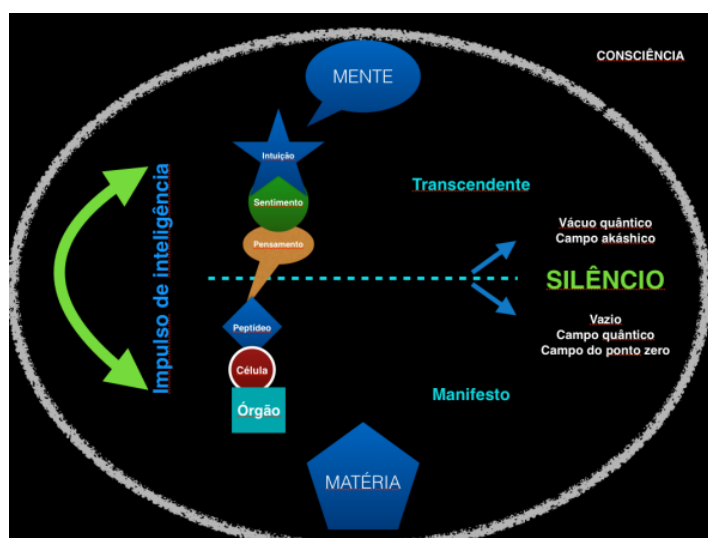 CONSCIÊNCIA
MENTE
Intuição
Sentimento
Pensamento
Impulso de inteligência
Transcendente
Vácuo quântico
Campo akáshico
SILÊNCIO
Vazio
Campo quântico
Campo do ponto zero
Peptídeo
Célula
Órgão
Manifesto
MATÉRIA